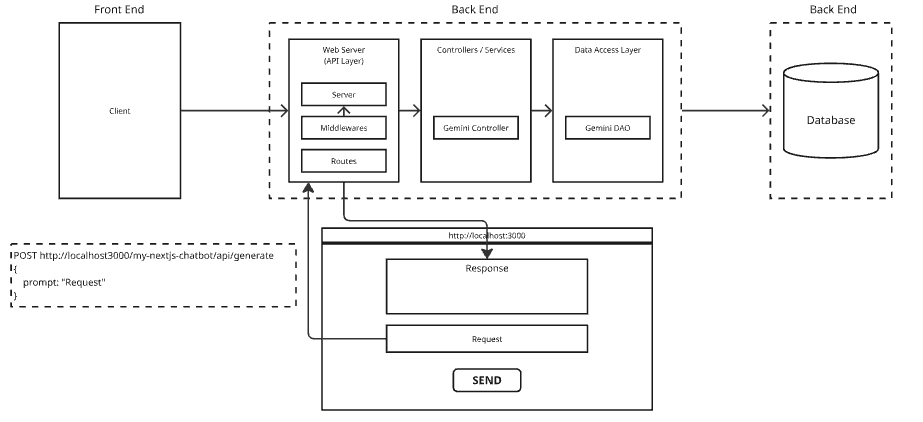 Front End
Back End
Back End
Client
Web Server
(API Layer)
Server
Middlewares
Routes
Controllers / Services
Gemini Controller
Data Access Layer
Gemini DAO
Database
POST http://localhost3000/my-nextjs-chatbot/api/generate
{
prompt: "Request"
}
http://localhost:3000
Response
Request
SEND